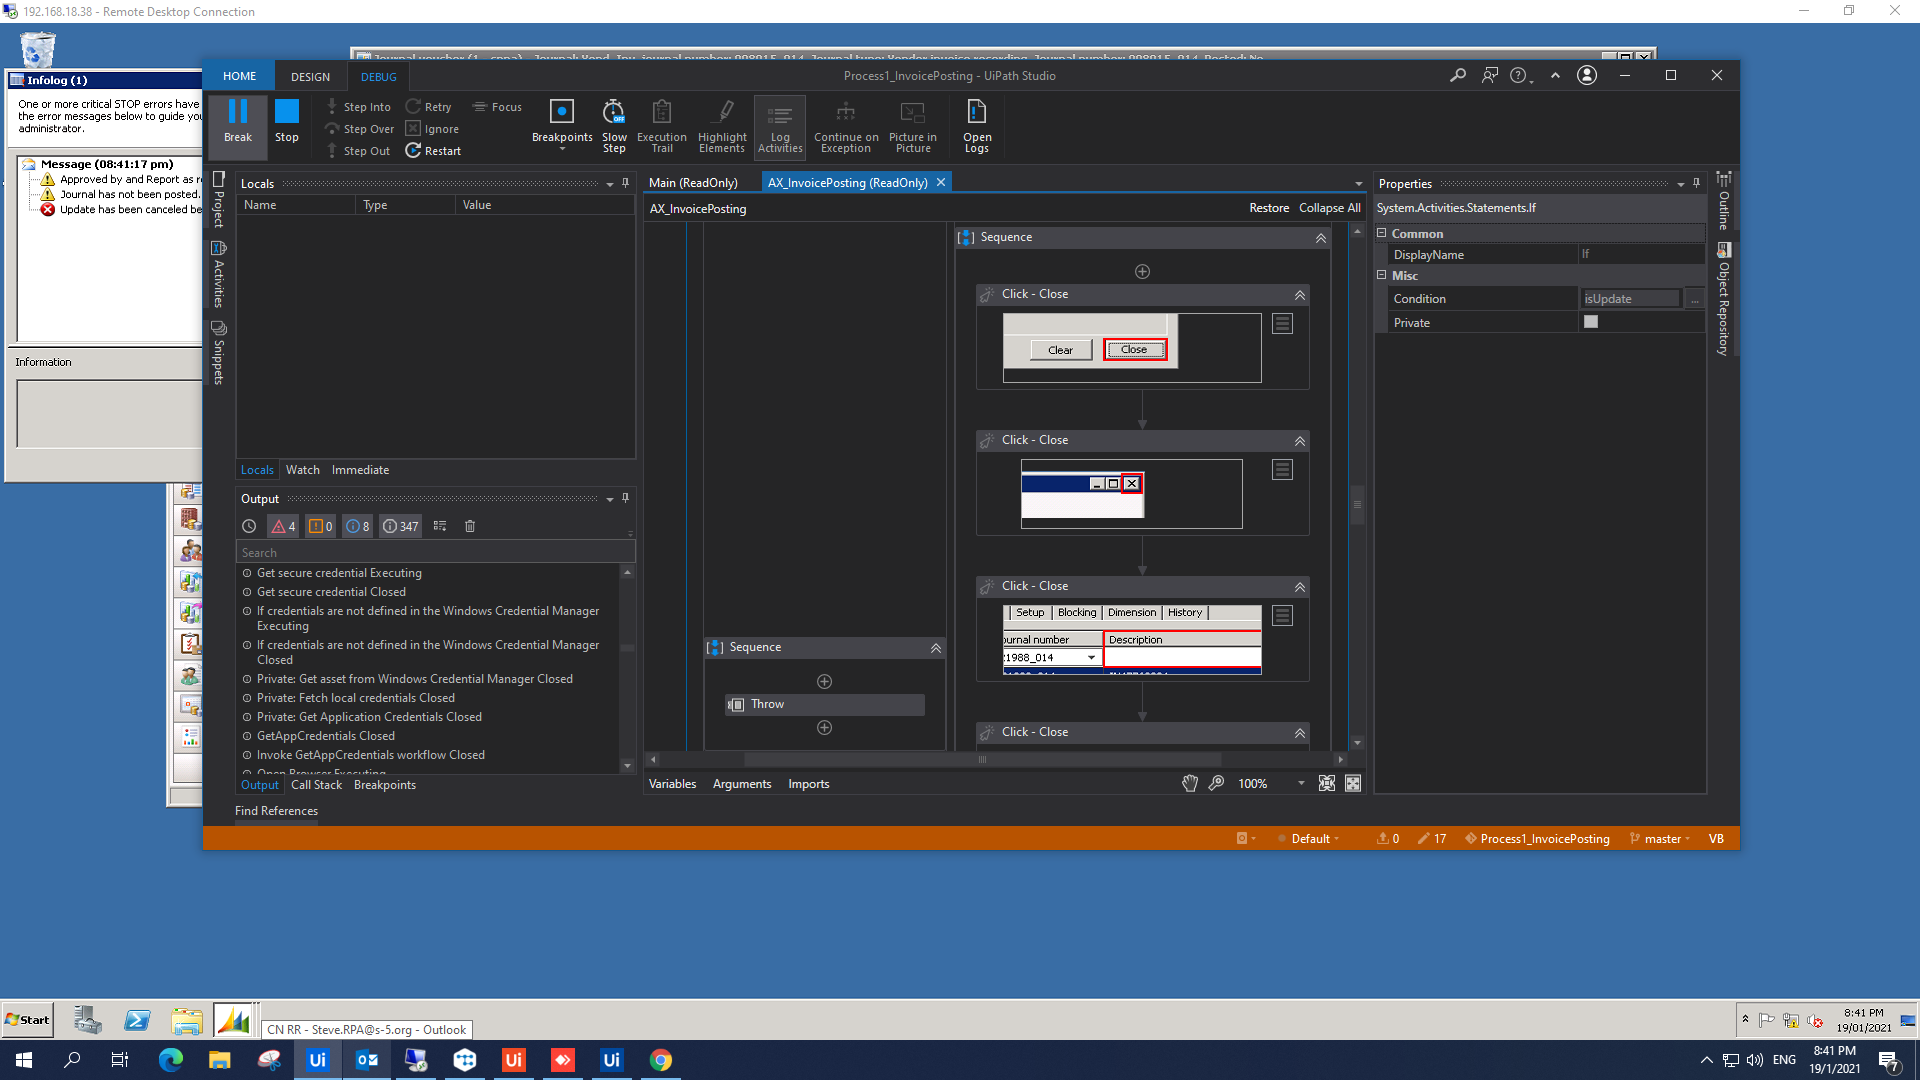 192.168.18.38 - Remote Desktop Connection
Infolog (1)
One or more critical STOP errors have
the error messages below to guide you
administrator.
Message (08:41:17 pm)
Approved by and Report as
Journal has not been posted.
Update has been canceled be
Information
HOME
DESIGN
DEBUG
Process1_InvoicePosting - UiPath Studio
Break
Stop
Step Into
Step Over
Step Out
Retry
Ignore
Restart
Focus
Breakpoints
Slow
Step
Execution
Trail
Highlight
Elements
Log
Activities
Continue on
Exception
Picture in
Picture
Open
Logs
Project
Activities
Snippets
Locals
Name Type Value
Locals Watch Immediate
Output
4 0 8 347
Search
Get secure credential Executing
Get secure credential Closed
If credentials are not defined in the Windows Credential Manager
Executing
If credentials are not defined in the Windows Credential Manager
Closed
Private: Get asset from Windows Credential Manager Closed
Private: Fetch local credentials Closed
Private: Get Application Credentials Closed
GetAppCredentials Closed
Invoke GetAppCredentials workflow Closed
Open Browser Executing
Output Call Stack Breakpoints
Find References
Main (ReadOnly)
AX_InvoicePosting (ReadOnly)
AX_InvoicePosting
Restore Collapse All
Sequence
Click - Close
Clear Close
Click - Close
Click - Close
Setup Blocking Dimension History
ournal number Description
1988_014
Click - Close
Sequence
Throw
Variables Arguments Imports
100%
Properties
System.Activities.Statements.If
Common
DisplayName If
Misc
Condition isUpdate ...
Private
Outline
Object Repository
Default
0
17
Process1_InvoicePosting
master
VB
Start
CN RR - Steve.RPA@s-5.org - Outlook
8:41 PM
19/01/2021
ENG
8:41 PM
19/1/2021
7